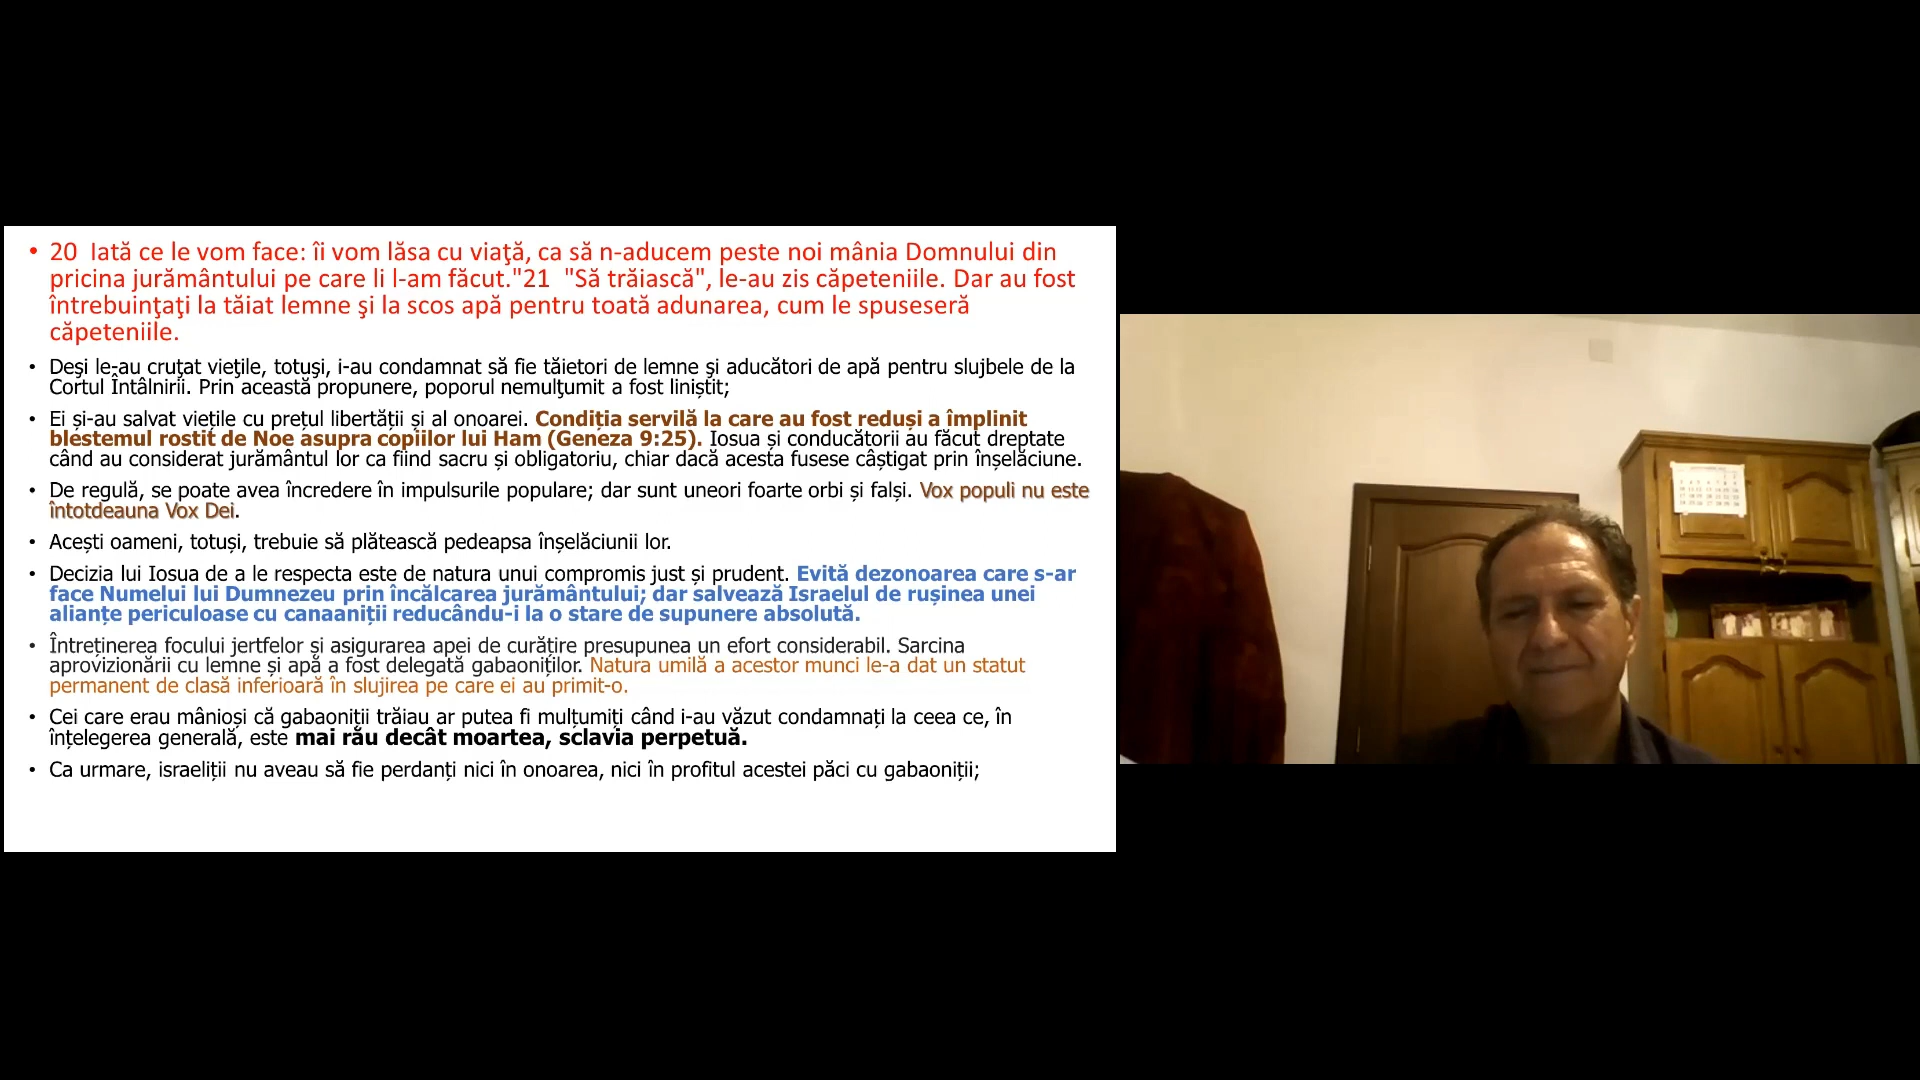 • 20  Iată ce le vom face: îi vom lăsa cu viaţă, ca să n-aducem peste noi mânia Domnului din
pricina jurământului pe care li l-am făcut."21  "Să trăiască", le-au zis căpeteniile. Dar au fost
întrebuinţaţi la tăiat lemne şi la scos apă pentru toată adunarea, cum le spuseseră
căpeteniile.
• Deşi le-au cruţat vieţile, totuşi, i-au condamnat să fie tăietori de lemne şi aducători de apă pentru slujbele de la
Cortul Întâlnirii. Prin această propunere, poporul nemulţumit a fost liniştit;
• Ei și-au salvat viețile cu prețul libertății și al onoarei. Condiția servilă la care au fost reduși a împlinit
blestemul rostit de Noe asupra copiilor lui Ham (Geneza 9:25). Iosua și conducătorii au făcut dreptate
când au considerat jurământul lor ca fiind sacru și obligatoriu, chiar dacă acesta fusese câștigat prin înșelăciune.
• De regulă, se poate avea încredere în impulsurile populare; dar sunt uneori foarte orbi și falși. Vox populi nu este
întotdeauna Vox Dei.
• Acești oameni, totuși, trebuie să plătească pedeapsa înșelăciunii lor.
• Decizia lui Iosua de a le respecta este de natura unui compromis just și prudent. Evită dezonoarea care s-ar
face Numelui lui Dumnezeu prin încălcarea jurământului; dar salvează Israelul de rușinea unei
alianțe periculoase cu canaaniții reducându-i la o stare de supunere absolută.
• Întreținerea focului jertfelor și asigurarea apei de curățire presupunea un efort considerabil. Sarcina
aprovizionării cu lemne și apă a fost delegată gabaoniților. Natura umilă a acestor munci le-a dat un statut
permanent de clasă inferioară în slujirea pe care ei au primit-o.
• Cei care erau mânioși că gabaoniții trăiau ar putea fi mulțumiți când i-au văzut condamnați la ceea ce, în
înțelegerea generală, este mai rău decât moartea, sclavia perpetuă.
• Ca urmare, israeliții nu aveau să fie perdanți nici în onoarea, nici în profitul acestei păci cu gabaoniții;